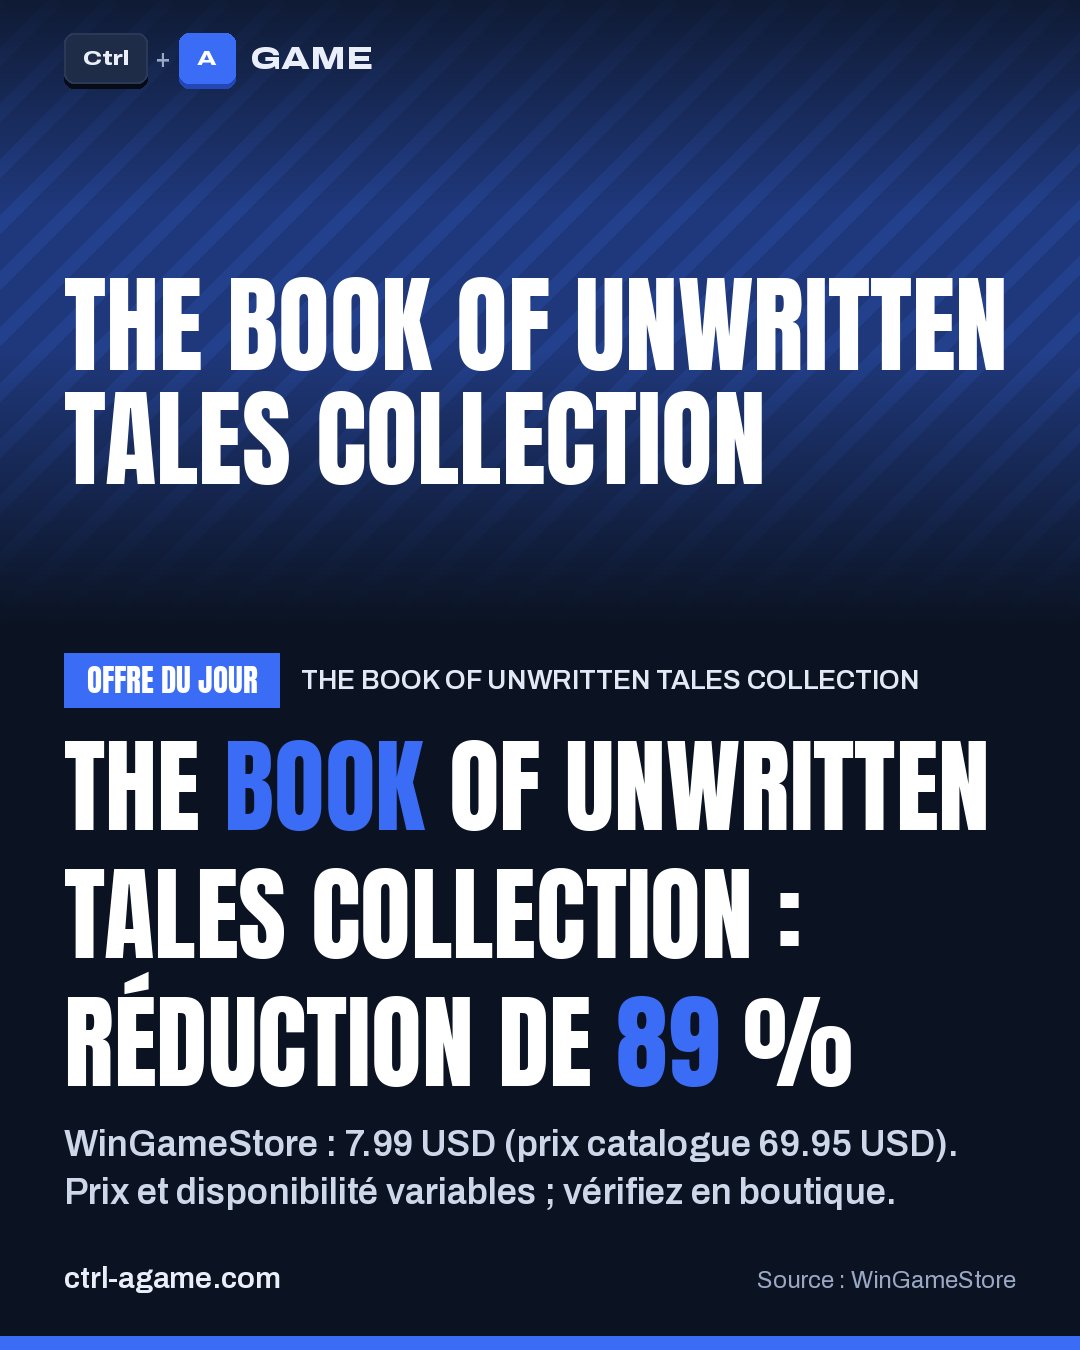 Ctrl + A GAME
THE BOOK OF UNWRITTEN
TALES COLLECTION
OFFRE DU JOUR THE BOOK OF UNWRITTEN TALES COLLECTION
THE BOOK OF UNWRITTEN
TALES COLLECTION :
RÉDUCTION DE 89 %
WinGameStore : 7.99 USD (prix catalogue 69.95 USD).
Prix et disponibilité variables ; vérifiez en boutique.
ctrl-agame.com Source : WinGameStore